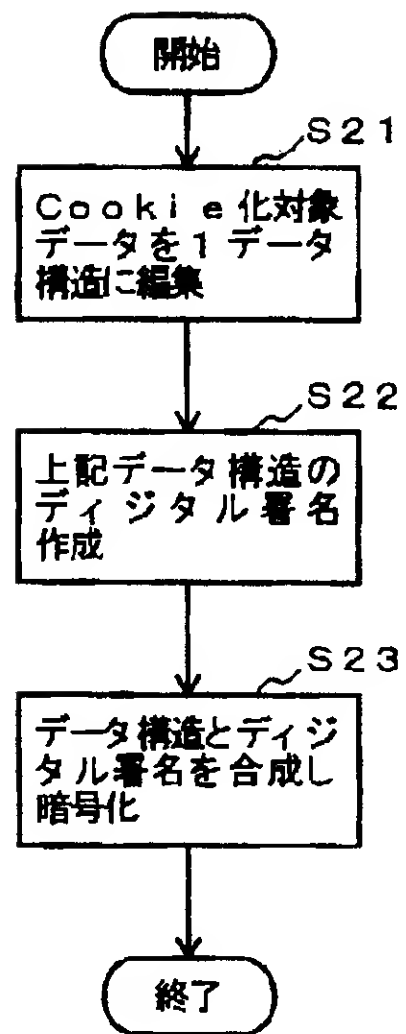 開始
S21
Cookie化対象
データを1データ
構造に編集
S22
上記データ構造の
ディジタル署名
作成
S23
データ構造とディジ
タル署名を合成し
暗号化
終了